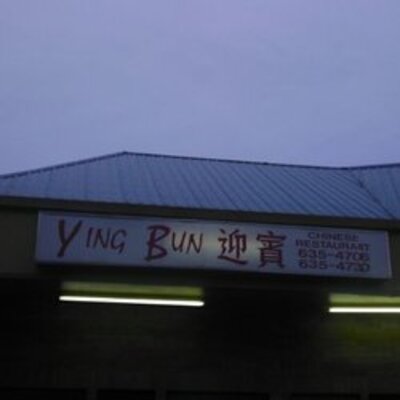 YING BUN 迎賓
CHINESE
RESTAURANT
635-4706
635-4730